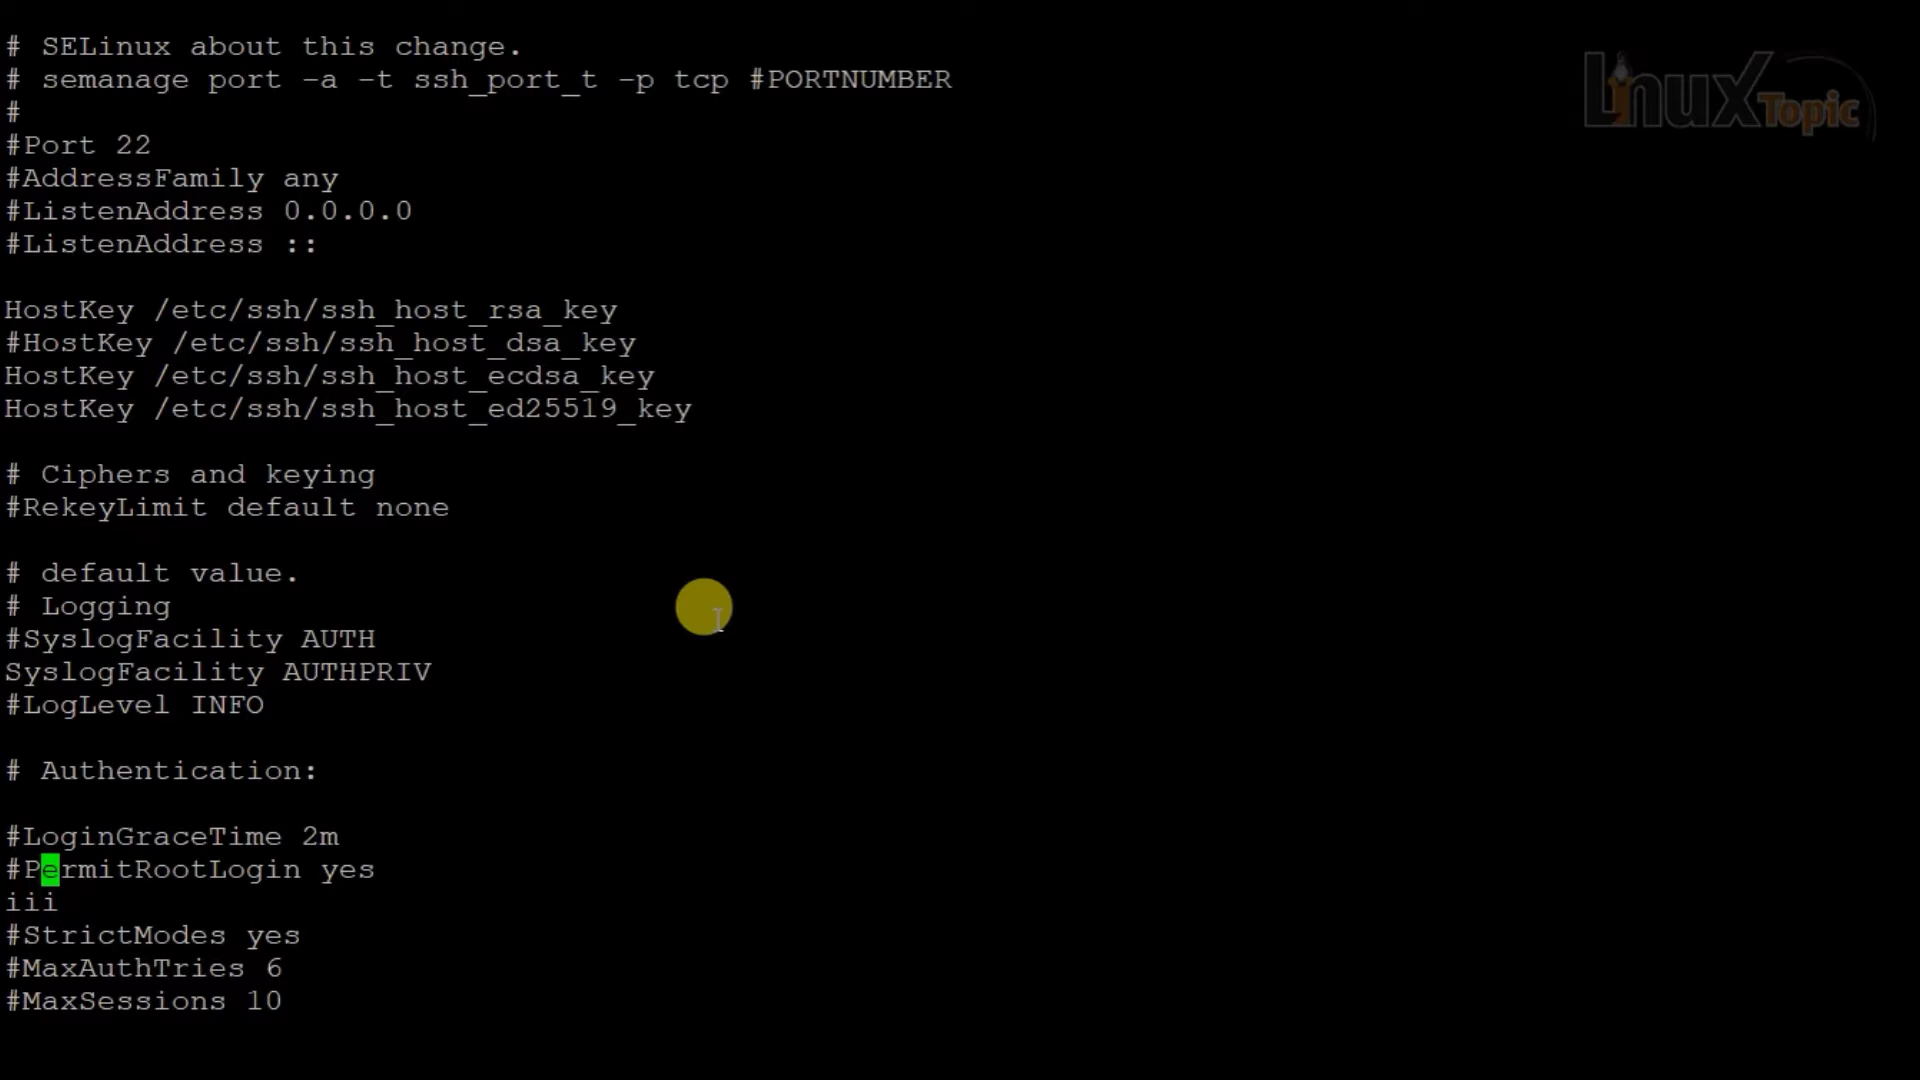 # SELinux about this change.
# semanage port -a -t ssh_port_t -p tcp #PORTNUMBER
#
#Port 22
#AddressFamily any
#ListenAddress 0.0.0.0
#ListenAddress ::
HostKey /etc/ssh/ssh_host_rsa_key
#HostKey /etc/ssh/ssh_host_dsa_key
HostKey /etc/ssh/ssh_host_ecdsa_key
HostKey /etc/ssh/ssh_host_ed25519_key
# Ciphers and keying
#RekeyLimit default none
# default value.
# Logging
#SyslogFacility AUTH
SyslogFacility AUTHPRIV
#LogLevel INFO
# Authentication:
#LoginGraceTime 2m
#PermitRootLogin yes
iii
#StrictModes yes
#MaxAuthTries 6
#MaxSessions 10
LinuxTopic